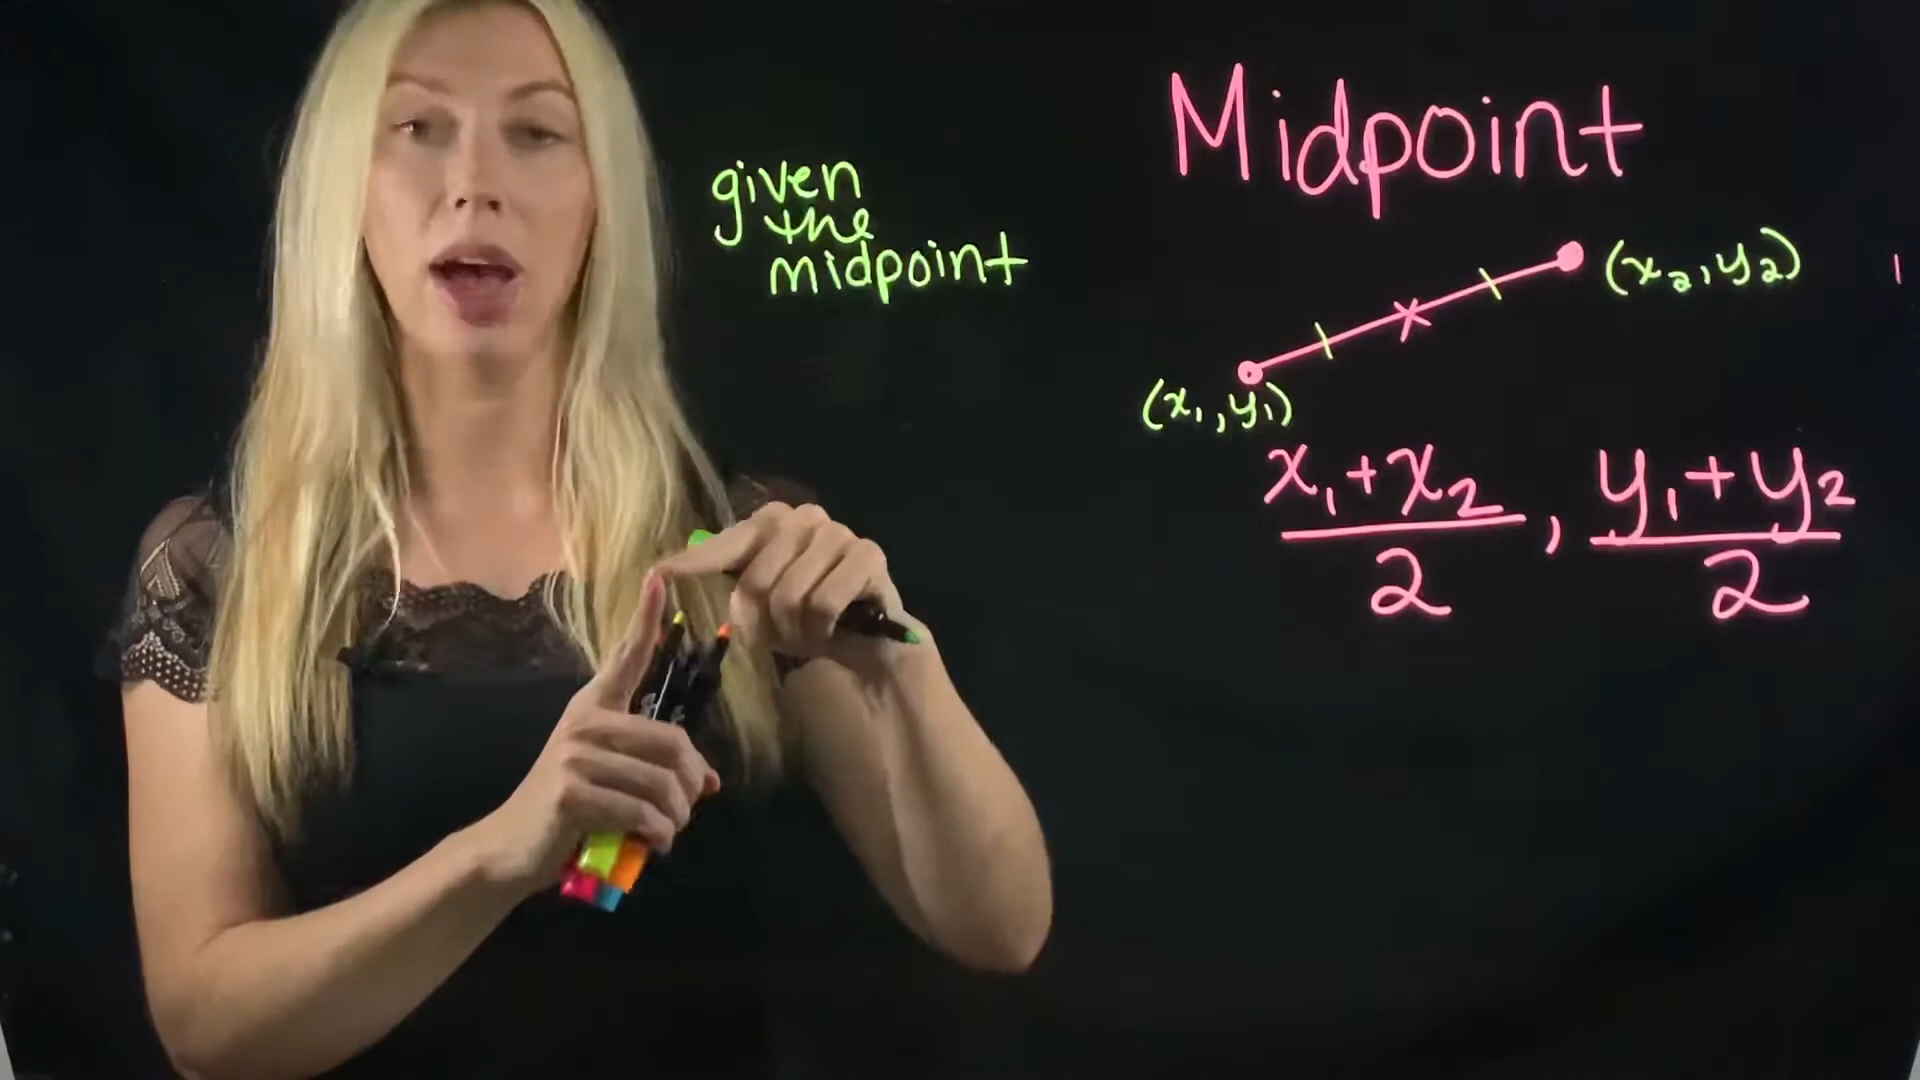 given
the
midpoint
Midpoint
(x₂, y₂)
(x₁, y₁)
x₁ + x₂ / 2 , y₁ + y₂ / 2